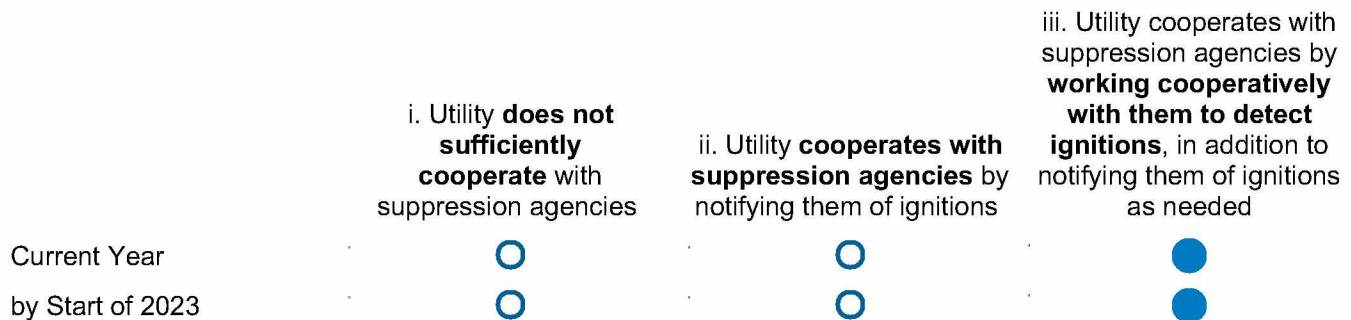 i. Utility does not
sufficiently
cooperate with
suppression agencies
ii. Utility cooperates with
suppression agencies by
notifying them of ignitions
iii. Utility cooperates with
suppression agencies by
working cooperatively
with them to detect
ignitions, in addition to
notifying them of ignitions
as needed
Current Year
by Start of 2023